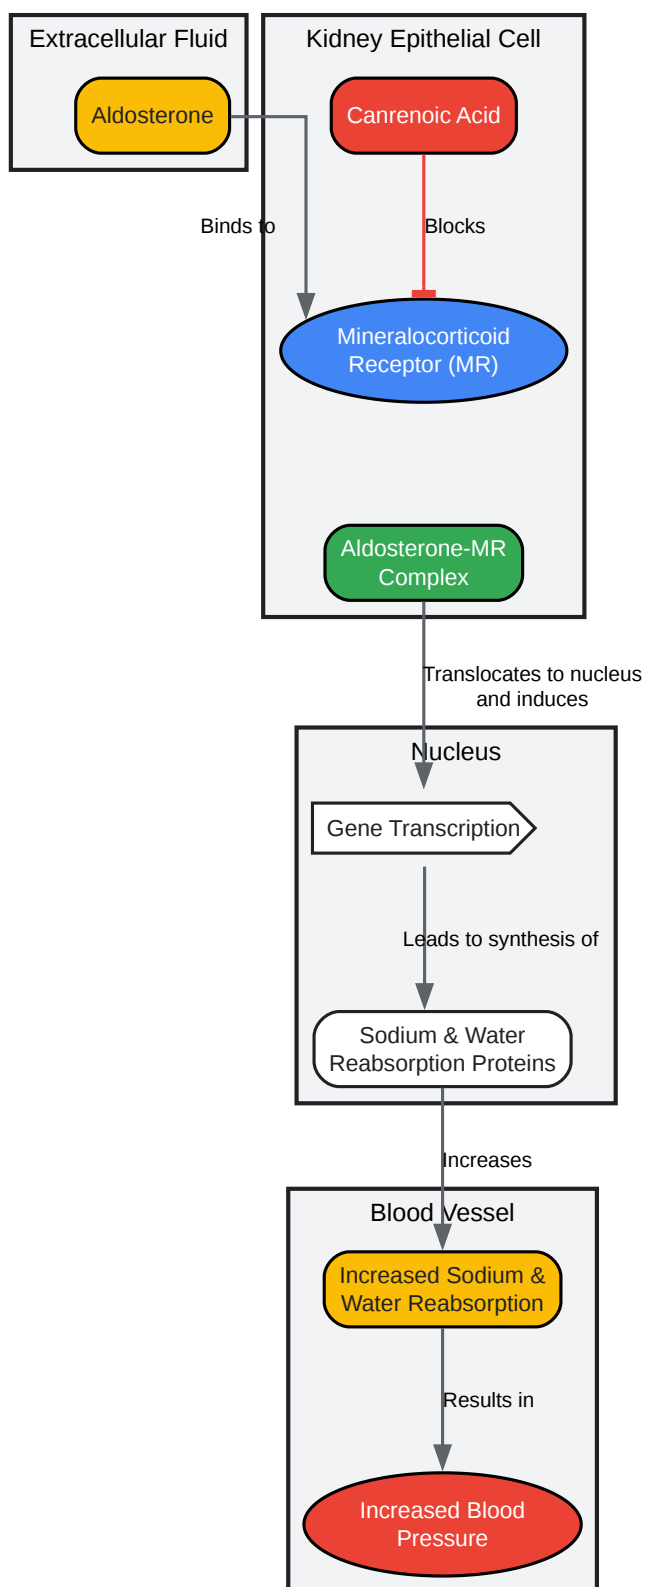 Extracellular Fluid
Kidney Epithelial Cell
Aldosterone
Canrenoic Acid
Binds to
Blocks
Mineralocorticoid
Receptor (MR)
Aldosterone-MR
Complex
Translocates to nucleus
and induces
Nucleus
Gene Transcription
Leads to synthesis of
Sodium & Water
Reabsorption Proteins
Increases
Blood Vessel
Increased Sodium &
Water Reabsorption
Results in
Increased Blood
Pressure